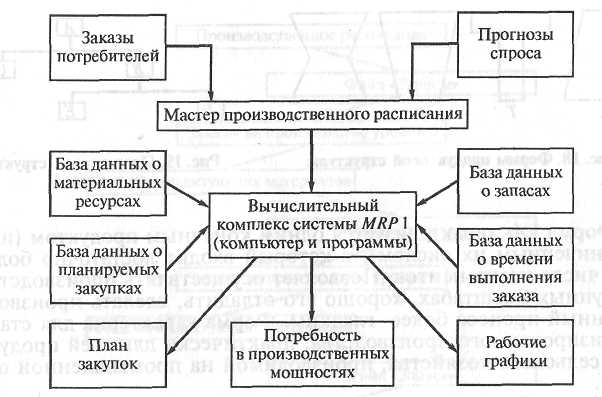 Заказы
потребителей
Прогнозы
спроса
Мастер производственного расписания
База данных о
материальных
ресурсах
База данных
о запасах
Вычислительный
комплекс системы MRP 1
(компьютер и программы)
База данных о
планируемых
закупках
База данных
о времени
выполнения
заказа
План
закупок
Потребность
в производственных
мощностях
Рабочие
графики